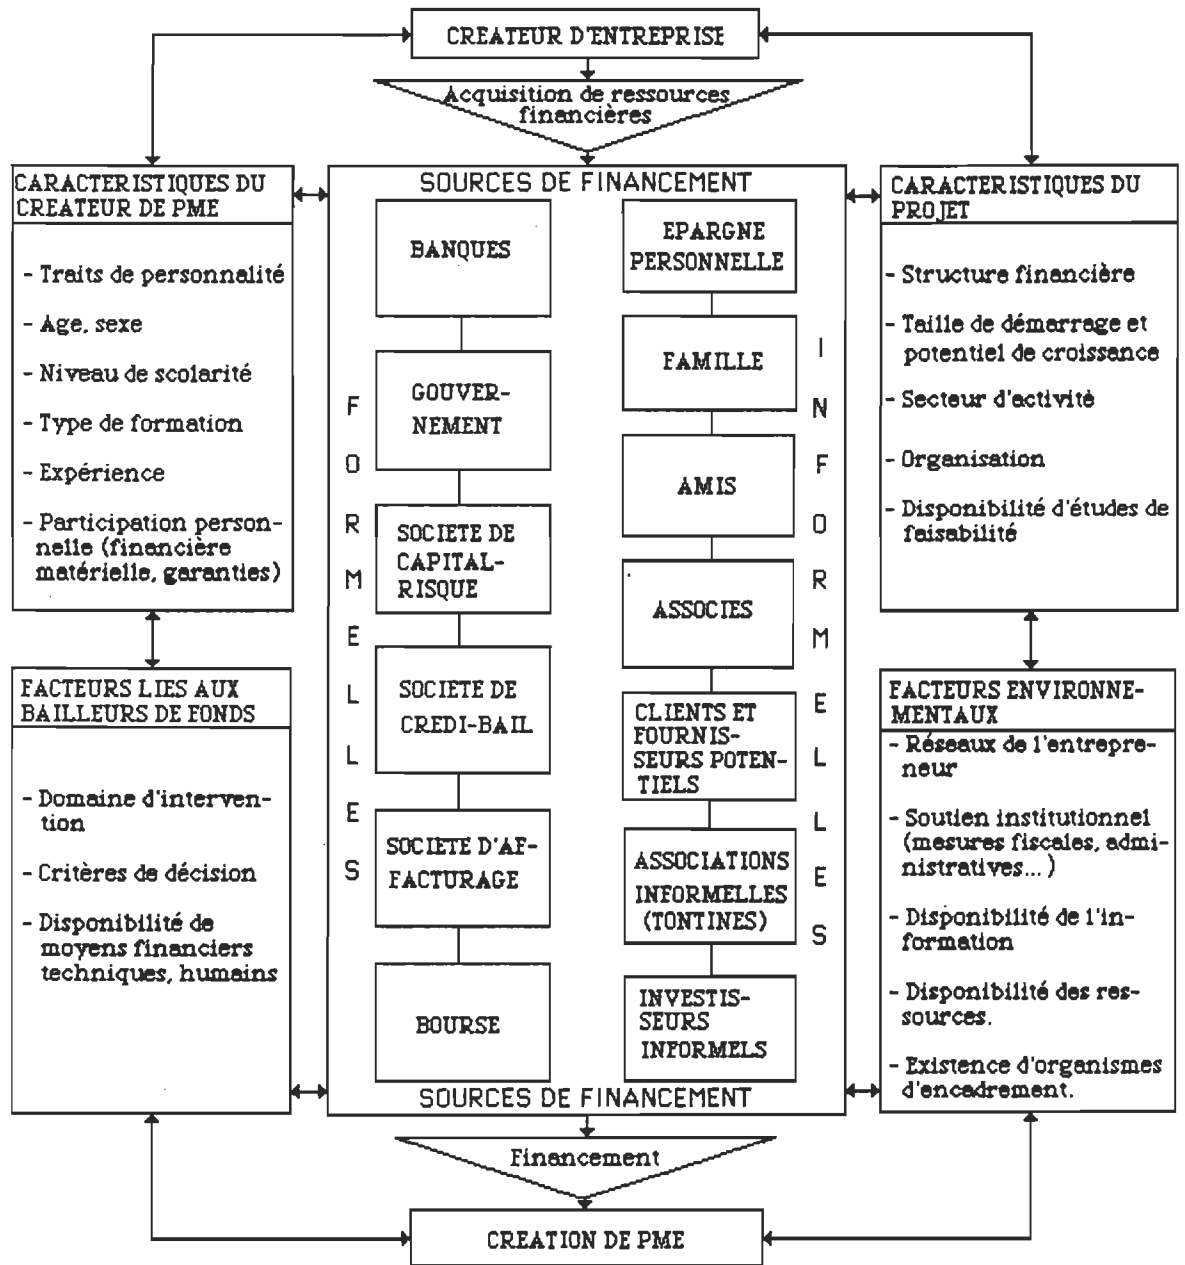 CREATEUR D'ENTREPRISE
Acquisition de ressources
financières
CARACTERISTIQUES DU
CREATEUR DE PME
- Traits de personnalité
- Age, sexe
- Niveau de scolarité
- Type de formation
- Expérience
- Participation person-
nelle (financière
matérielle, garanties)
FACTEURS LIES AUX
BAILLEURS DE FONDS
- Domaine d'interven-
tion
- Critères de décision
- Disponibilité de
moyens financiers
techniques, humains
SOURCES DE FINANCEMENT
FORMELLES
BANQUES
GOUVER-
NEMENT
SOCIETE DE
CAPITAL-
RISQUE
SOCIETE DE
CREDI-BAIL
SOCIETE D'AF-
FACTURAGE
BOURSE
EPARGNE
PERSONNELLE
FAMILLE
AMIS
ASSOCIES
CLIENTS ET
FOURNIS-
SEURS POTEN-
TIELS
ASSOCIATIONS
INFORMELLES
(TONTINES)
INVESTIS-
SEURS
INFORMELS
INFORMELLES
SOURCES DE FINANCEMENT
CARACTERISTIQUES DU
PROJET
- Structure financière
- Taille de démarrage et
potentiel de croissance
- Secteur d'activité
- Organisation
- Disponibilité d'études de
faisabilité
FACTEURS ENVIRONNE-
MENTAUX
- Réseaux de l'entrepre-
neur
- Soutien institutionnel
(mesures fiscales, admi-
nistratives...)
- Disponibilité de l'in-
formation
- Disponibilité des res-
sources.
- Existence d'organismes
d'encadrement.
Financement
CREATION DE PME